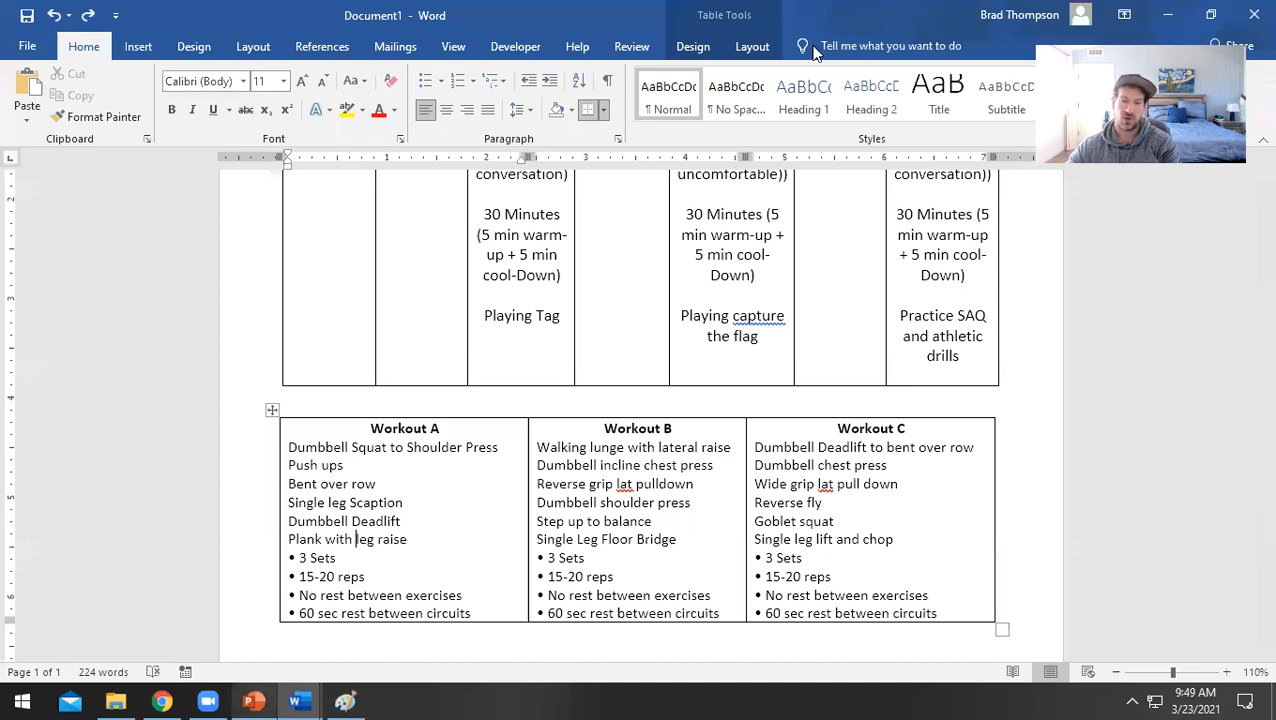 Document1 - Word
Table Tools
Brad Thompson
File
Home
Insert
Design
Layout
References
Mailings
View
Developer
Help
Review
Design
Layout
Tell me what you want to do
Share
Paste
Cut
Copy
Format Painter
Clipboard
Calibri (Body)
11
Font
Paragraph
AaBbCcDc
¶ Normal
AaBbCcDc
¶ No Spac...
AaBbCc
Heading 1
AaBbCcC
Heading 2
AaB
Title
AaBbCcC
Subtitle
Styles
1
2
3
4
5
6
7
conversation)
uncomfortable))
conversation))
30 Minutes
(5 min warm-
up + 5 min
cool-Down)
30 Minutes (5
min warm-up +
5 min cool-
Down)
30 Minutes (5
min warm-up
+ 5 min cool-
Down)
Playing Tag
Playing capture
the flag
Practice SAQ
and athletic
drills
Workout A
Dumbbell Squat to Shoulder Press
Push ups
Bent over row
Single leg Scaption
Dumbbell Deadlift
Plank with leg raise
• 3 Sets
• 15-20 reps
• No rest between exercises
• 60 sec rest between circuits
Workout B
Walking lunge with lateral raise
Dumbbell incline chest press
Reverse grip lat pulldown
Dumbbell shoulder press
Step up to balance
Single Leg Floor Bridge
• 3 Sets
• 15-20 reps
• No rest between exercises
• 60 sec rest between circuits
Workout C
Dumbbell Deadlift to bent over row
Dumbbell chest press
Wide grip lat pull down
Reverse fly
Goblet squat
Single leg lift and chop
• 3 Sets
• 15-20 reps
• No rest between exercises
• 60 sec rest between circuits
Page 1 of 1
224 words
110%
9:49 AM
3/23/2021